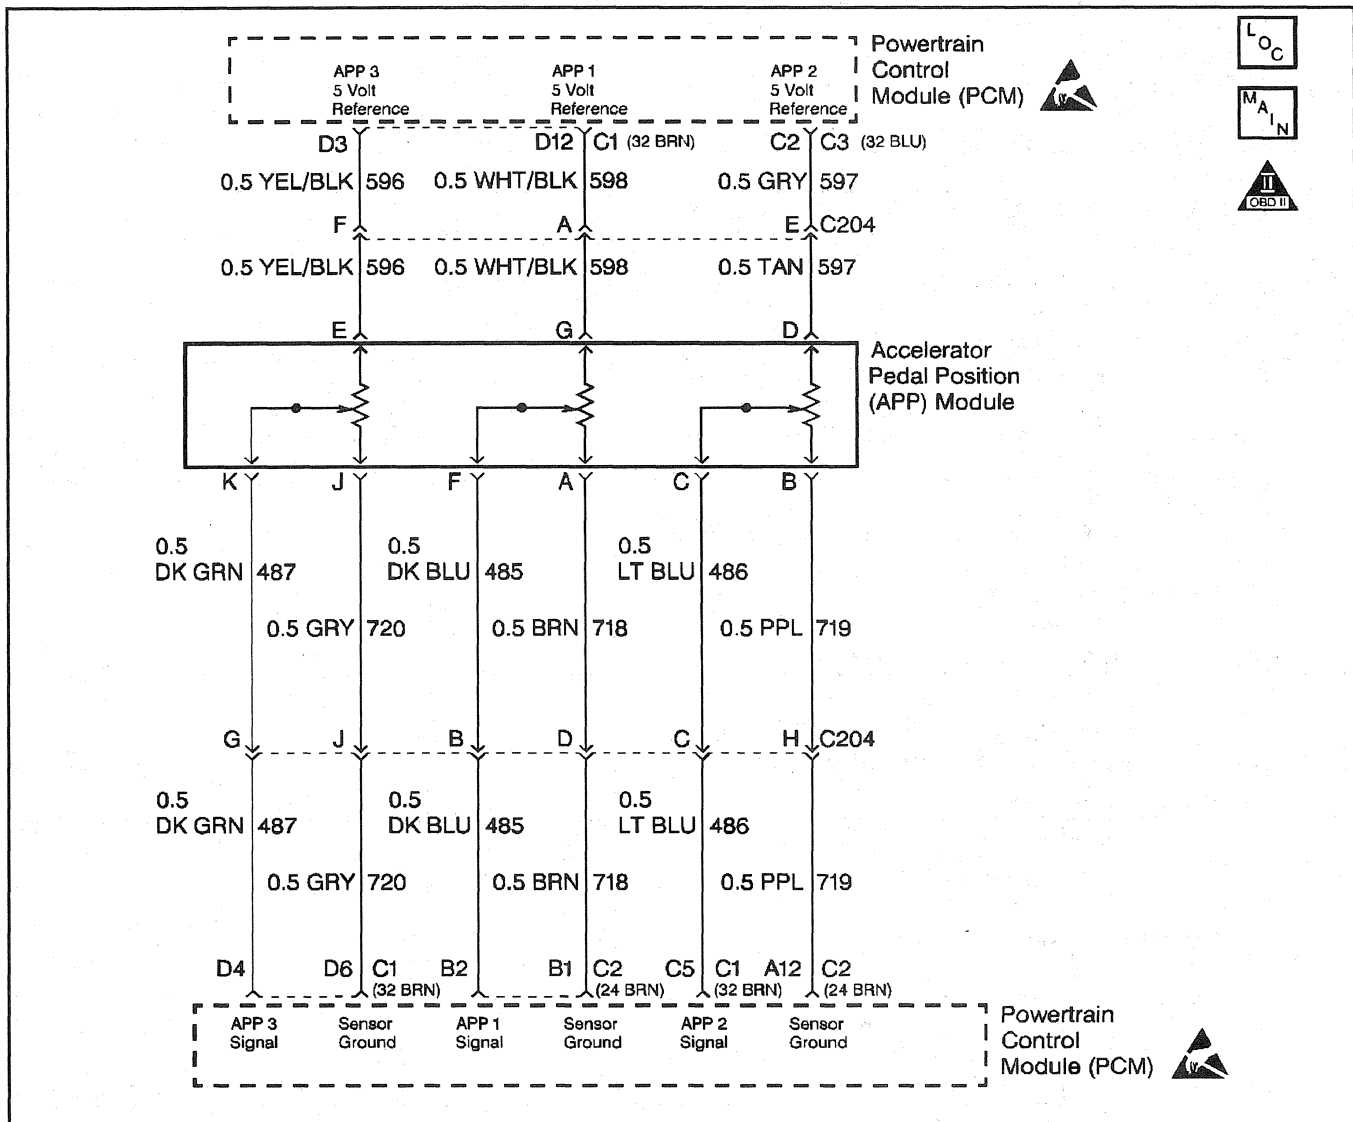 Powertrain
Control
Module (PCM)
APP 3
5 Volt
Reference
APP 1
5 Volt
Reference
APP 2
5 Volt
Reference
LOC
MAIN
II
OBD II
D3 D12 C1 (32 BRN) C2 C3 (32 BLU)
0.5 YEL/BLK 596 0.5 WHT/BLK 598 0.5 GRY 597
F A E C204
0.5 YEL/BLK 596 0.5 WHT/BLK 598 0.5 TAN 597
E G D
Accelerator
Pedal Position
(APP) Module
K J F A C B
0.5 0.5 0.5
DK GRN 487 DK BLU 485 LT BLU 486
0.5 GRY 720 0.5 BRN 718 0.5 PPL 719
G J B D C H C204
0.5 0.5 0.5
DK GRN 487 DK BLU 485 LT BLU 486
0.5 GRY 720 0.5 BRN 718 0.5 PPL 719
D4 D6 C1 B2 B1 C2 C5 C1 A12 C2
(32 BRN) (24 BRN) (32 BRN) (24 BRN)
APP 3
Signal
Sensor
Ground
APP 1
Signal
Sensor
Ground
APP 2
Signal
Sensor
Ground
Powertrain
Control
Module (PCM)